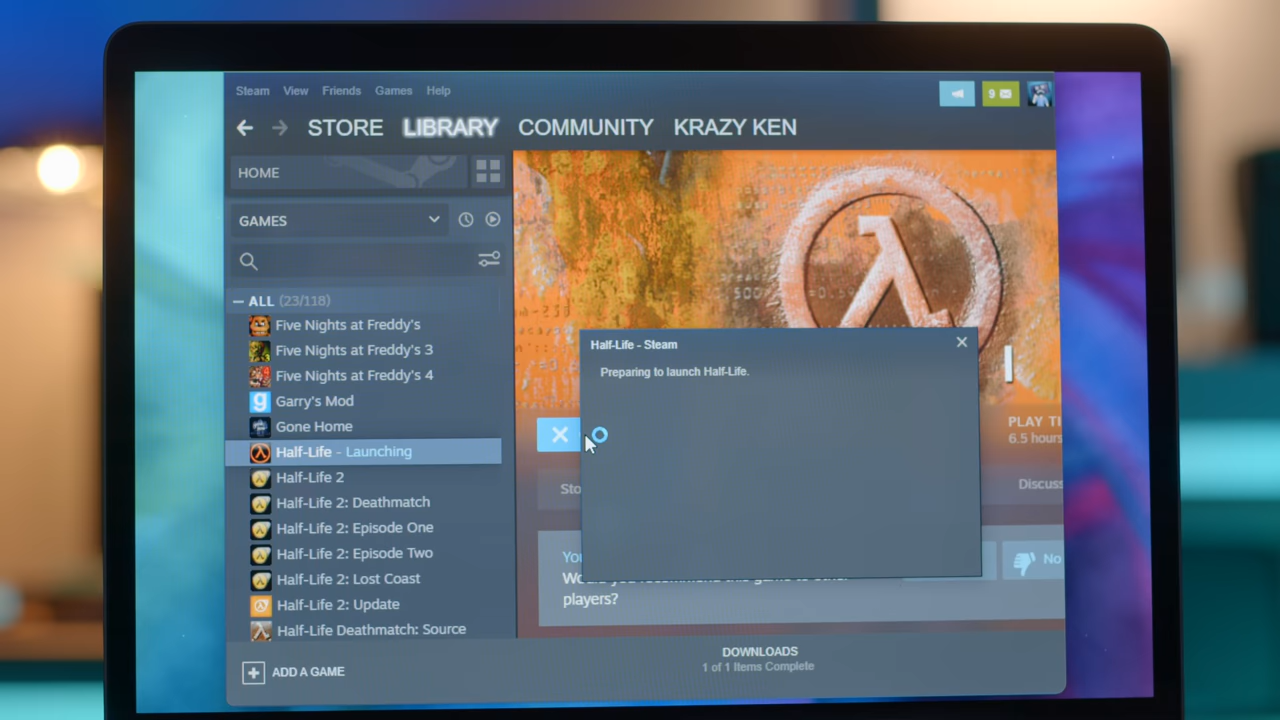 Steam View Friends Games Help
9
STORE LIBRARY COMMUNITY KRAZY KEN
HOME
GAMES
ALL (23/118)
Five Nights at Freddy's
Five Nights at Freddy's 3
Five Nights at Freddy's 4
Garry's Mod
Gone Home
Half-Life - Launching
Half-Life 2
Half-Life 2: Deathmatch
Half-Life 2: Episode One
Half-Life 2: Episode Two
Half-Life 2: Lost Coast
Half-Life 2: Update
Half-Life Deathmatch: Source
Half-Life - Steam
Preparing to launch Half-Life.
PLAY TI
6.5 hours
Sto
Discuss
You
No
players?
ADD A GAME
DOWNLOADS
1 of 1 Items Complete